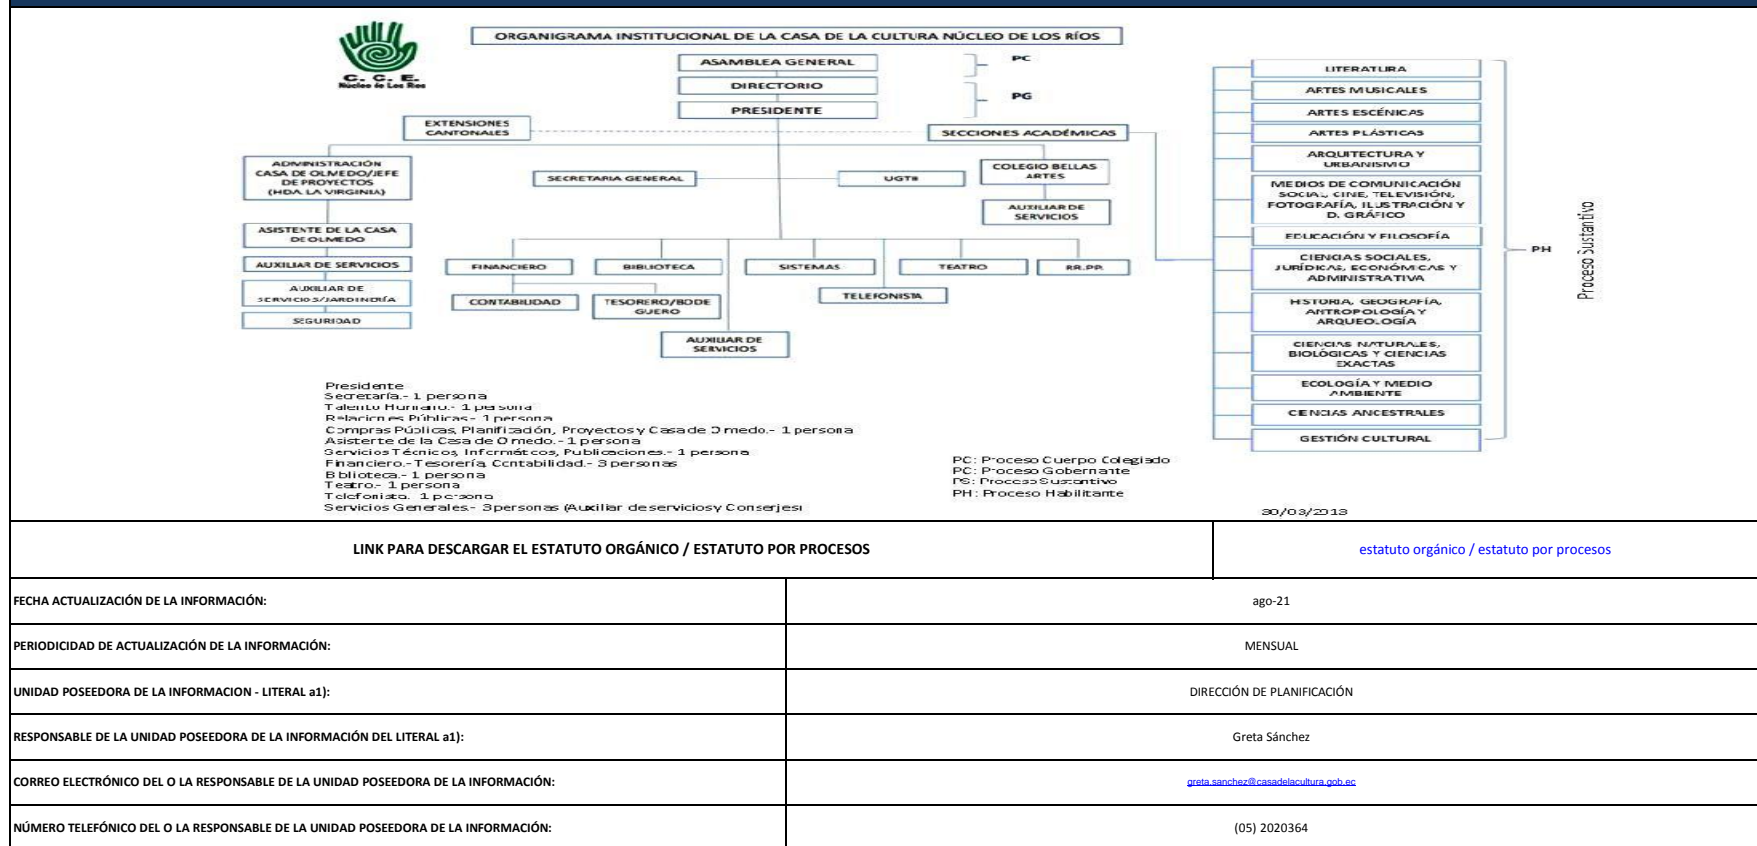 ORGANIGRAMA INSTITUCIONAL DE LA CASA DE LA CULTURA NÚCLEO DE LOS RÍOS
C. C. E.
Núcleo de Los Ríos
ASAMBLEA GENERAL
PC
DIRECTORIO
PG
PRESIDENTE
EXTENSIONES
CANTONALES
SECCIONES ACADÉMICAS
ADMINISTRACIÓN
CASA DE OLMEDO/JEFE
DE PROYECTOS
(HDA. LA VIRGINIA)
SECRETARIA GENERAL
UGTH
COLEGIO BELLAS
ARTES
AUXILIAR DE
SERVICIOS
ASISTENTE DE LA CASA
DE OLMEDO
AUXILIAR DE SERVICIOS
AUXILIAR DE
SERVICIOS/JARDINERÍA
SEGURIDAD
FINANCIERO
BIBLIOTECA
SISTEMAS
TEATRO
RR.PP.
CONTABILIDAD
TESORERO/BODE
GUERO
TELEFONISTA
AUXILIAR DE
SERVICIOS
LITERATURA
ARTES MUSICALES
ARTES ESCÉNICAS
ARTES PLÁSTICAS
ARQUITECTURA Y
URBANISMO
MEDIOS DE COMUNICACIÓN
SOCIAL, CINE, TELEVISIÓN,
FOTOGRAFÍA, ILUSTRACIÓN Y
D. GRÁFICO
EDUCACIÓN Y FILOSOFÍA
CIENCIAS SOCIALES,
JURÍDICAS, ECONÓMICAS Y
ADMINISTRATIVA
HISTORIA, GEOGRAFÍA,
ANTROPOLOGÍA Y
ARQUEOLOGÍA
CIENCIAS NATURALES,
BIOLÓGICAS Y CIENCIAS
EXACTAS
ECOLOGÍA Y MEDIO
AMBIENTE
CIENCIAS ANCESTRALES
GESTIÓN CULTURAL
PH
Proceso Sustantivo
Presidente
Secretaría.- 1 persona
Talento Humano.- 1 persona
Relaciones Públicas.- 1 persona
Compras Públicas, Planificación, Proyectos y Casa de Olmedo.- 1 persona
Asistente de la Casa de Olmedo.- 1 persona
Servicios Técnicos, Informáticos, Publicaciones.- 1 persona
Financiero.- Tesorería, Contabilidad.- 3 personas
Biblioteca.- 1 persona
Teatro.- 1 persona
Telefonista.- 1 persona
Servicios Generales.- 3 personas (Auxiliar de servicios y Conserjes)
PC: Proceso Cuerpo Colegiado
PC: Proceso Gobernante
PS: Proceso Sustantivo
PH: Proceso Habilitante
30/03/2013
LINK PARA DESCARGAR EL ESTATUTO ORGÁNICO / ESTATUTO POR PROCESOS
estatuto orgánico / estatuto por procesos
FECHA ACTUALIZACIÓN DE LA INFORMACIÓN:
ago-21
PERIODICIDAD DE ACTUALIZACIÓN DE LA INFORMACIÓN:
MENSUAL
UNIDAD POSEEDORA DE LA INFORMACION - LITERAL a1):
DIRECCIÓN DE PLANIFICACIÓN
RESPONSABLE DE LA UNIDAD POSEEDORA DE LA INFORMACIÓN DEL LITERAL a1):
Greta Sánchez
CORREO ELECTRÓNICO DEL O LA RESPONSABLE DE LA UNIDAD POSEEDORA DE LA INFORMACIÓN:
greta.sanchez@casadelacultura.gob.ec
NÚMERO TELEFÓNICO DEL O LA RESPONSABLE DE LA UNIDAD POSEEDORA DE LA INFORMACIÓN:
(05) 2020364